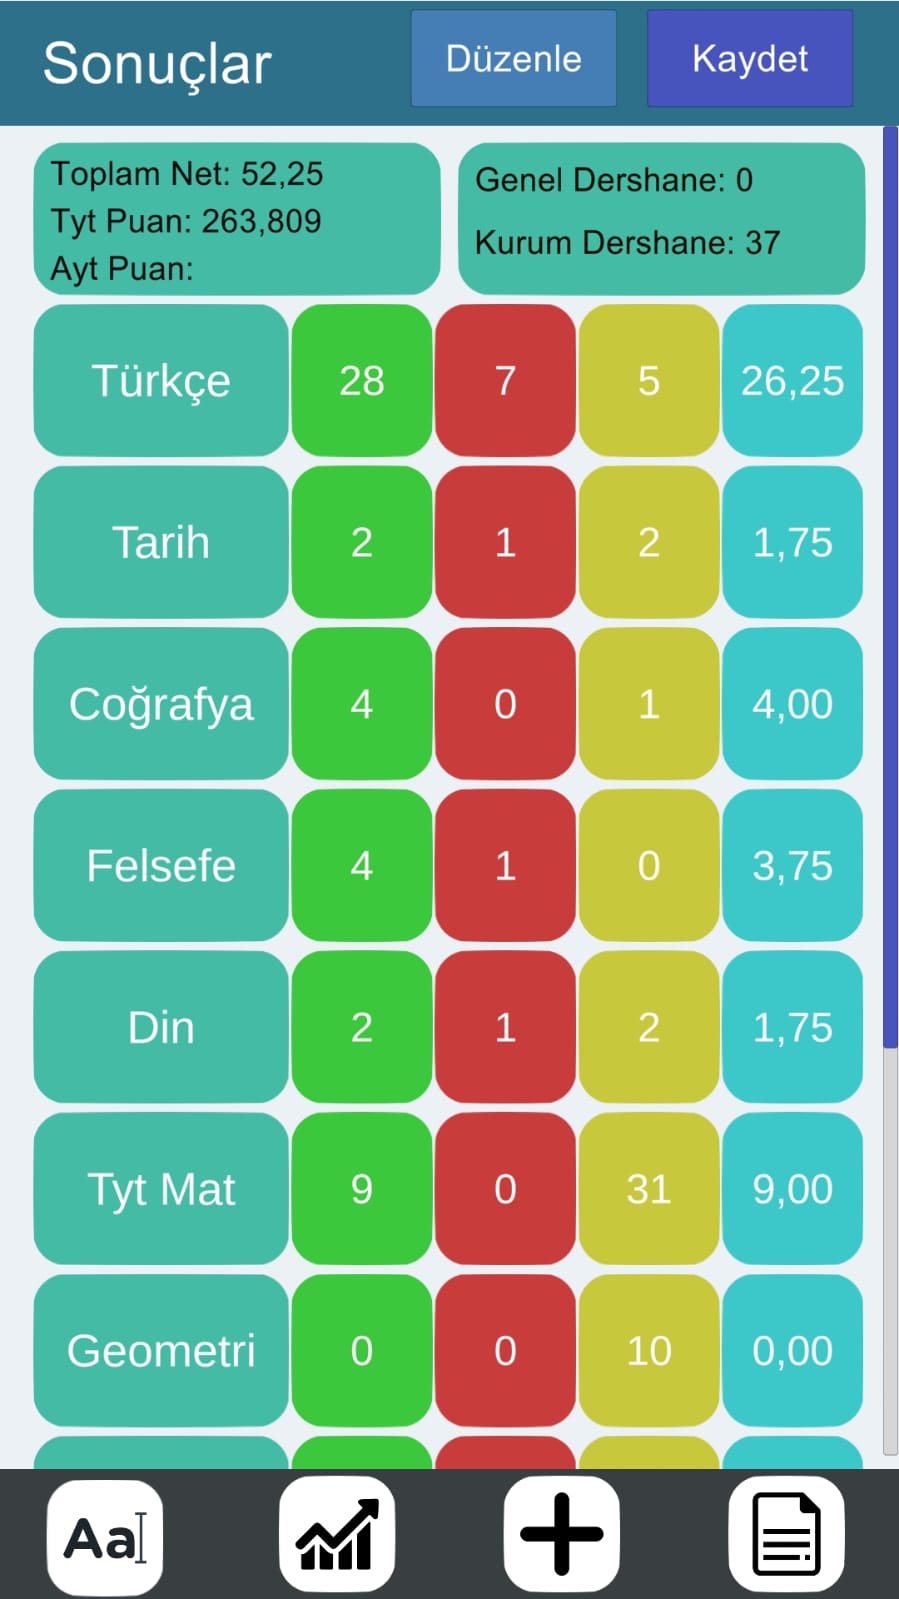 Sonuçlar Düzenle Kaydet
Toplam Net: 52,25
Tyt Puan: 263,809
Ayt Puan:
Genel Dershane: 0
Kurum Dershane: 37
Türkçe 28 7 5 26,25
Tarih 2 1 2 1,75
Coğrafya 4 0 1 4,00
Felsefe 4 1 0 3,75
Din 2 1 2 1,75
Tyt Mat 9 0 31 9,00
Geometri 0 0 10 0,00
Aa